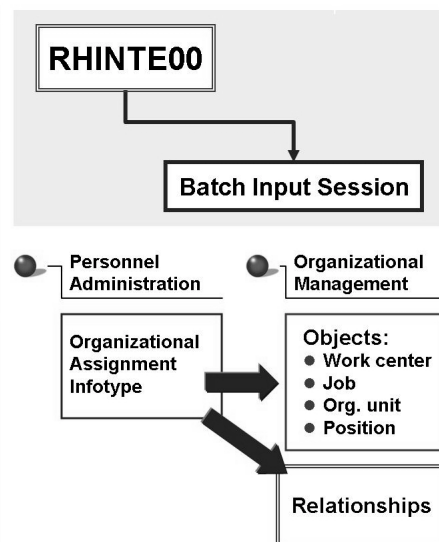 RHINTE00
Batch Input Session
Personnel
Administration
Organizational
Management
Organizational
Assignment
Infotype
Objects:
Work center
Job
Org. unit
Position
Relationships